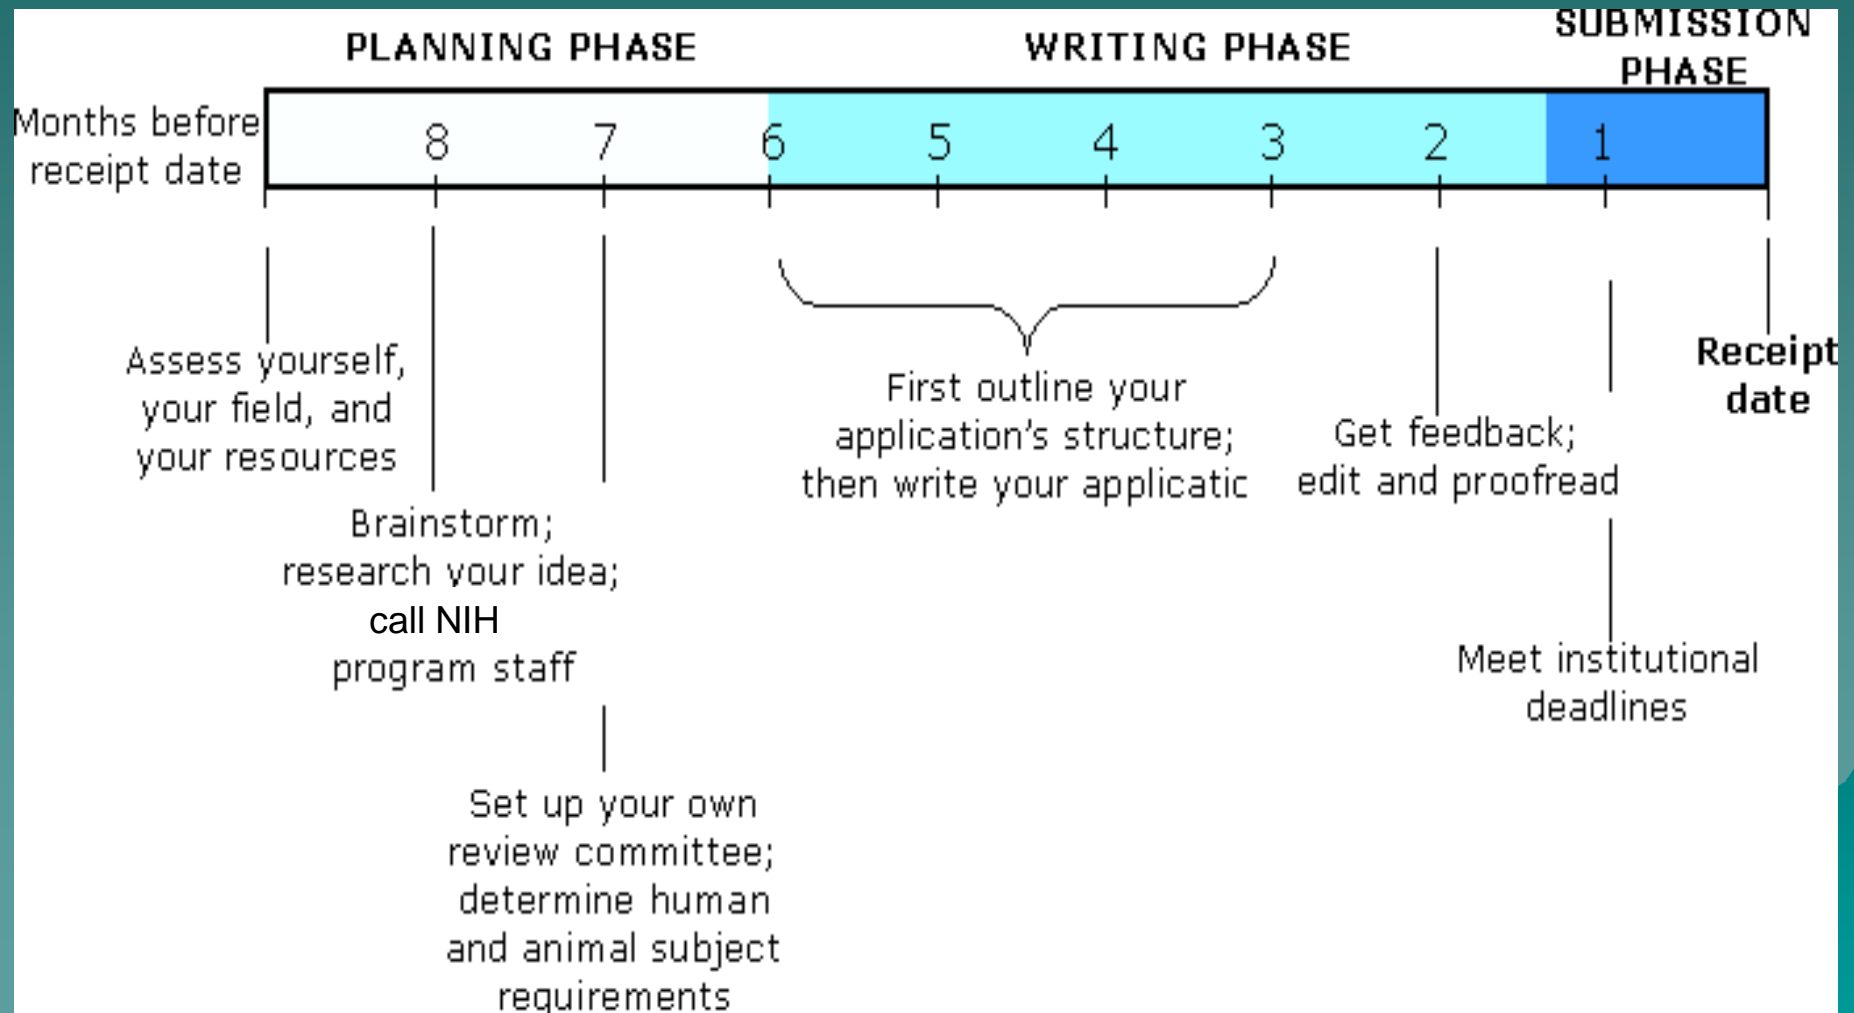 PLANNING PHASE
WRITING PHASE
SUBMISSION
PHASE
Months before
receipt date
8 7 6 5 4 3 2 1
Assess yourself,
your field, and
your resources
Brainstorm;
research your idea;
call NIH
program staff
Set up your own
review committee;
determine human
and animal subject
requirements
First outline your
application's structure;
then write your applicatic
Get feedback;
edit and proofread
Meet institutional
deadlines
Receipt
date